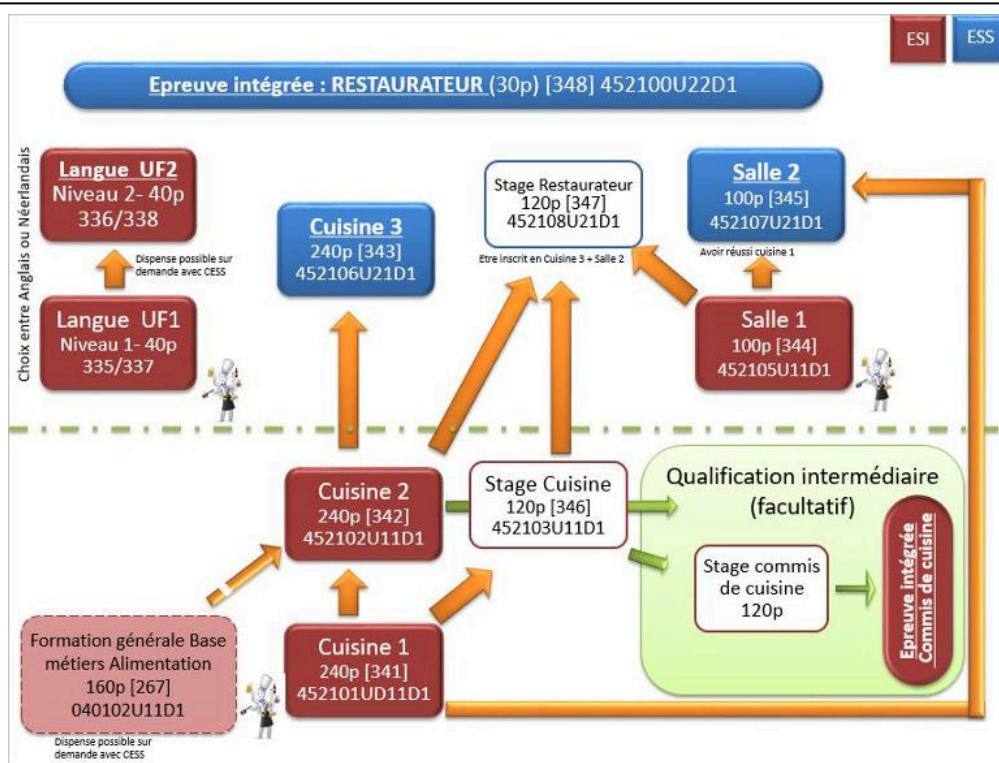 ESI
ESS
Epreuve intégrée : RESTAURATEUR (30p) [348] 452100U22D1
Choix entre Anglais ou Néerlandais
Langue UF2
Niveau 2- 40p
336/338
Dispense possible sur
demande avec CESS
Langue UF1
Niveau 1- 40p
335/337
Cuisine 3
240p [343]
452106U21D1
Stage Restaurateur
120p [347]
452108U21D1
Etre inscrit en Cuisine 3 + Salle 2
Salle 2
100p [345]
452107U21D1
Avoir réussi cuisine 1
Salle 1
100p [344]
452105U11D1
Cuisine 2
240p [342]
452102U11D1
Stage Cuisine
120p [346]
452103U11D1
Qualification intermédiaire
(facultatif)
Stage commis
de cuisine
120p
Epreuve intégrée
Commis de cuisine
Formation générale Base
métiers Alimentation
160p [267]
040102U11D1
Dispense possible sur
demande avec CESS
Cuisine 1
240p [341]
452101UD11D1